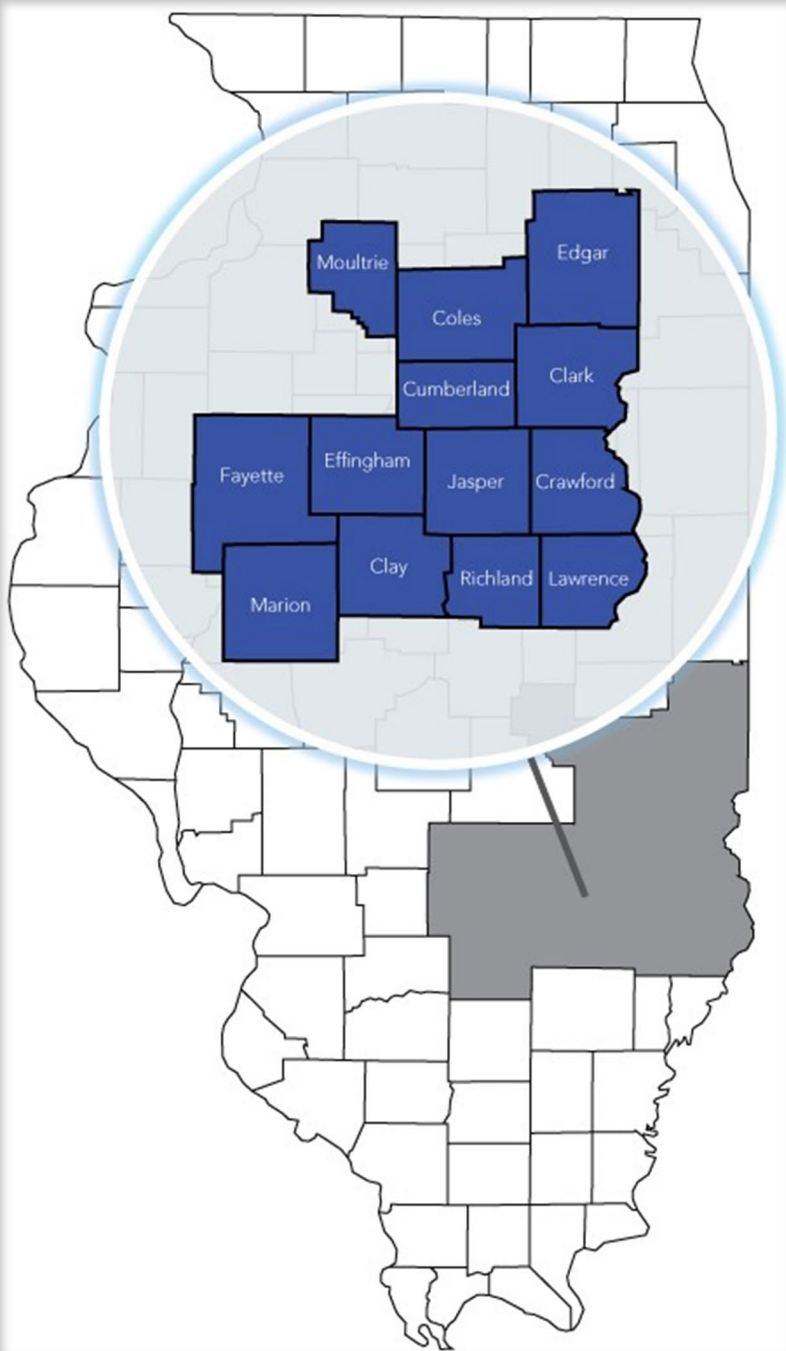 Edgar
Moultrie
Coles
Clark
Cumberland
Effingham
Fayette
Jasper
Crawford
Clay
Richland
Lawrence
Marion